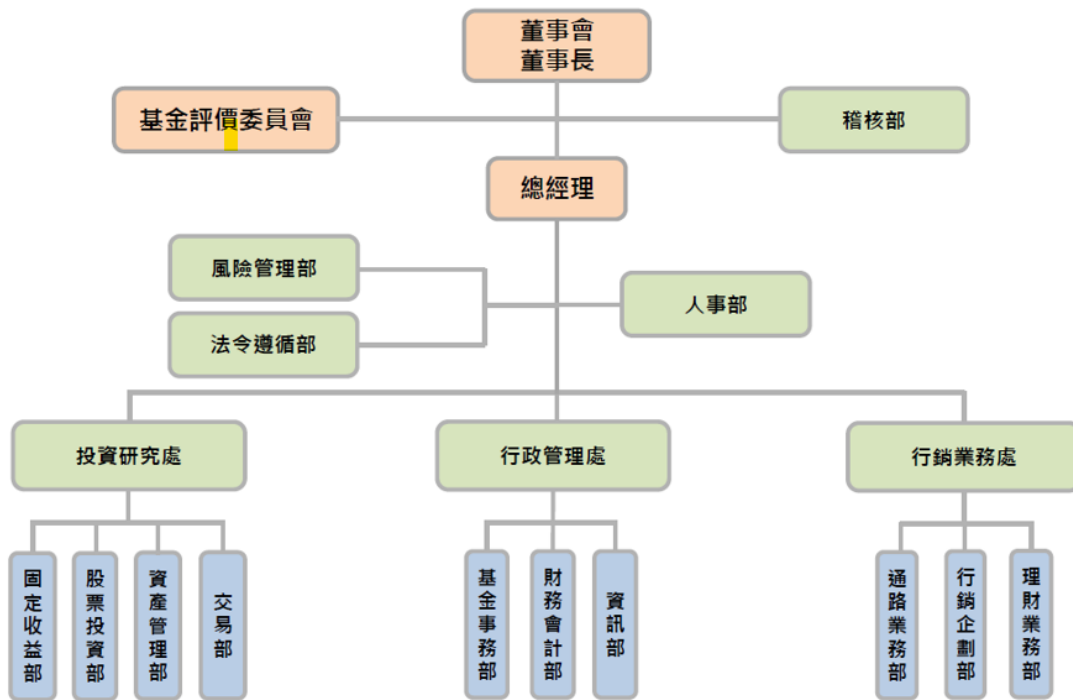 董事會
董事長
基金評價委員會
稽核部
總經理
風險管理部
人事部
法令遵循部
投資研究處
行政管理處
行銷業務處
固定收益部
股票投資部
資產管理部
交易部
基金事務部
財務會計部
資訊部
通路業務部
行銷企劃部
理財業務部